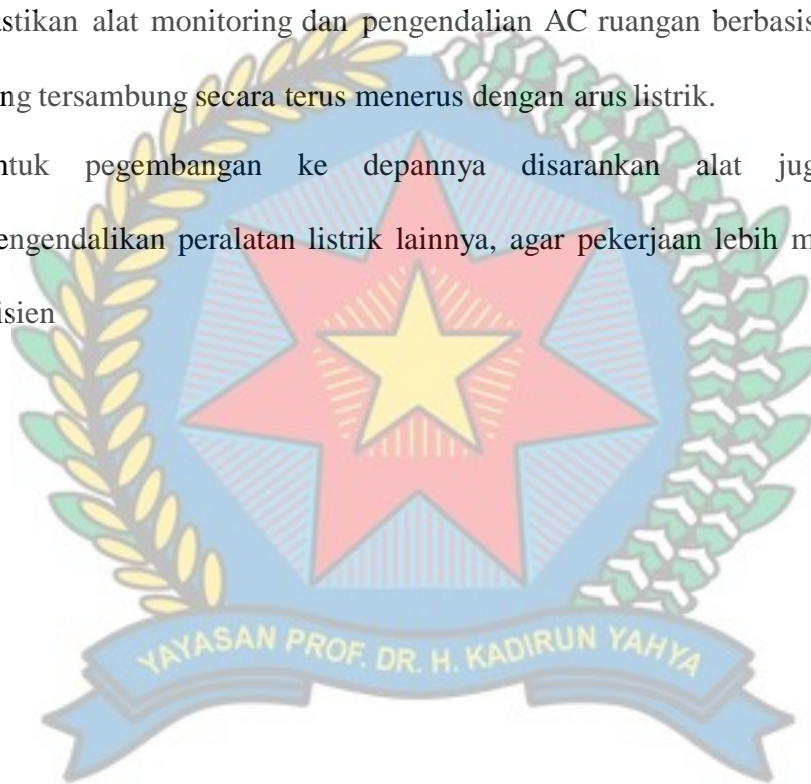 astikan alat monitoring dan pengendalian AC ruangan berbasis
ng tersambung secara terus menerus dengan arus listrik.
ntuk pegembangan ke depannya disarankan alat jug
engendalikan peralatan listrik lainnya, agar pekerjaan lebih m
isien
YAYASAN PROF. DR. H. KADIRUN YAHYA